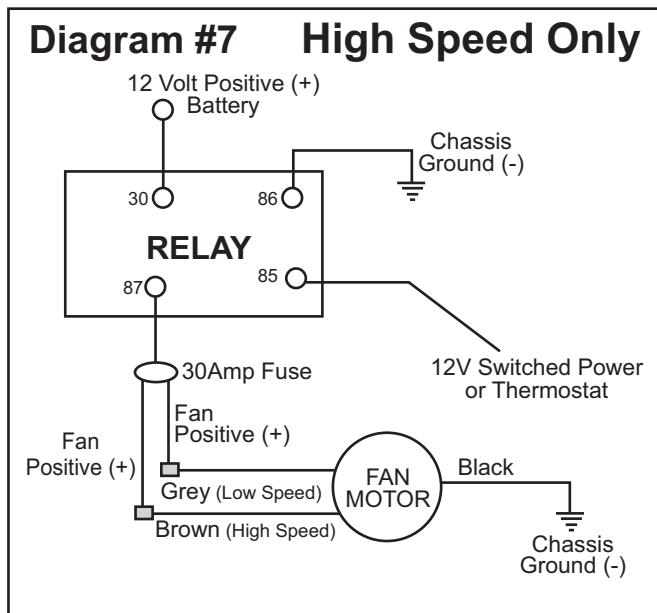 Diagram #7 High Speed Only
12 Volt Positive (+)
Battery
Chassis
Ground (-)
30
86
RELAY
87
85
30Amp Fuse
12V Switched Power
or Thermostat
Fan
Positive (+)
Fan
Positive (+)
Grey (Low Speed)
Brown (High Speed)
FAN
MOTOR
Black
Chassis
Ground (-)